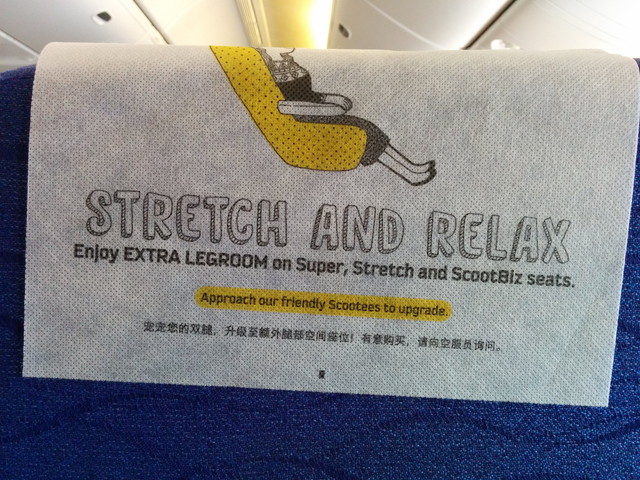 STRETCH AND RELAX
Enjoy EXTRA LEGROOM on Super, Stretch and ScootBiz seats.
Approach our friendly Scootees to upgrade.
宠宠您的双腿，升级至额外腿部空间座位！有意购买，请向空服员询问。